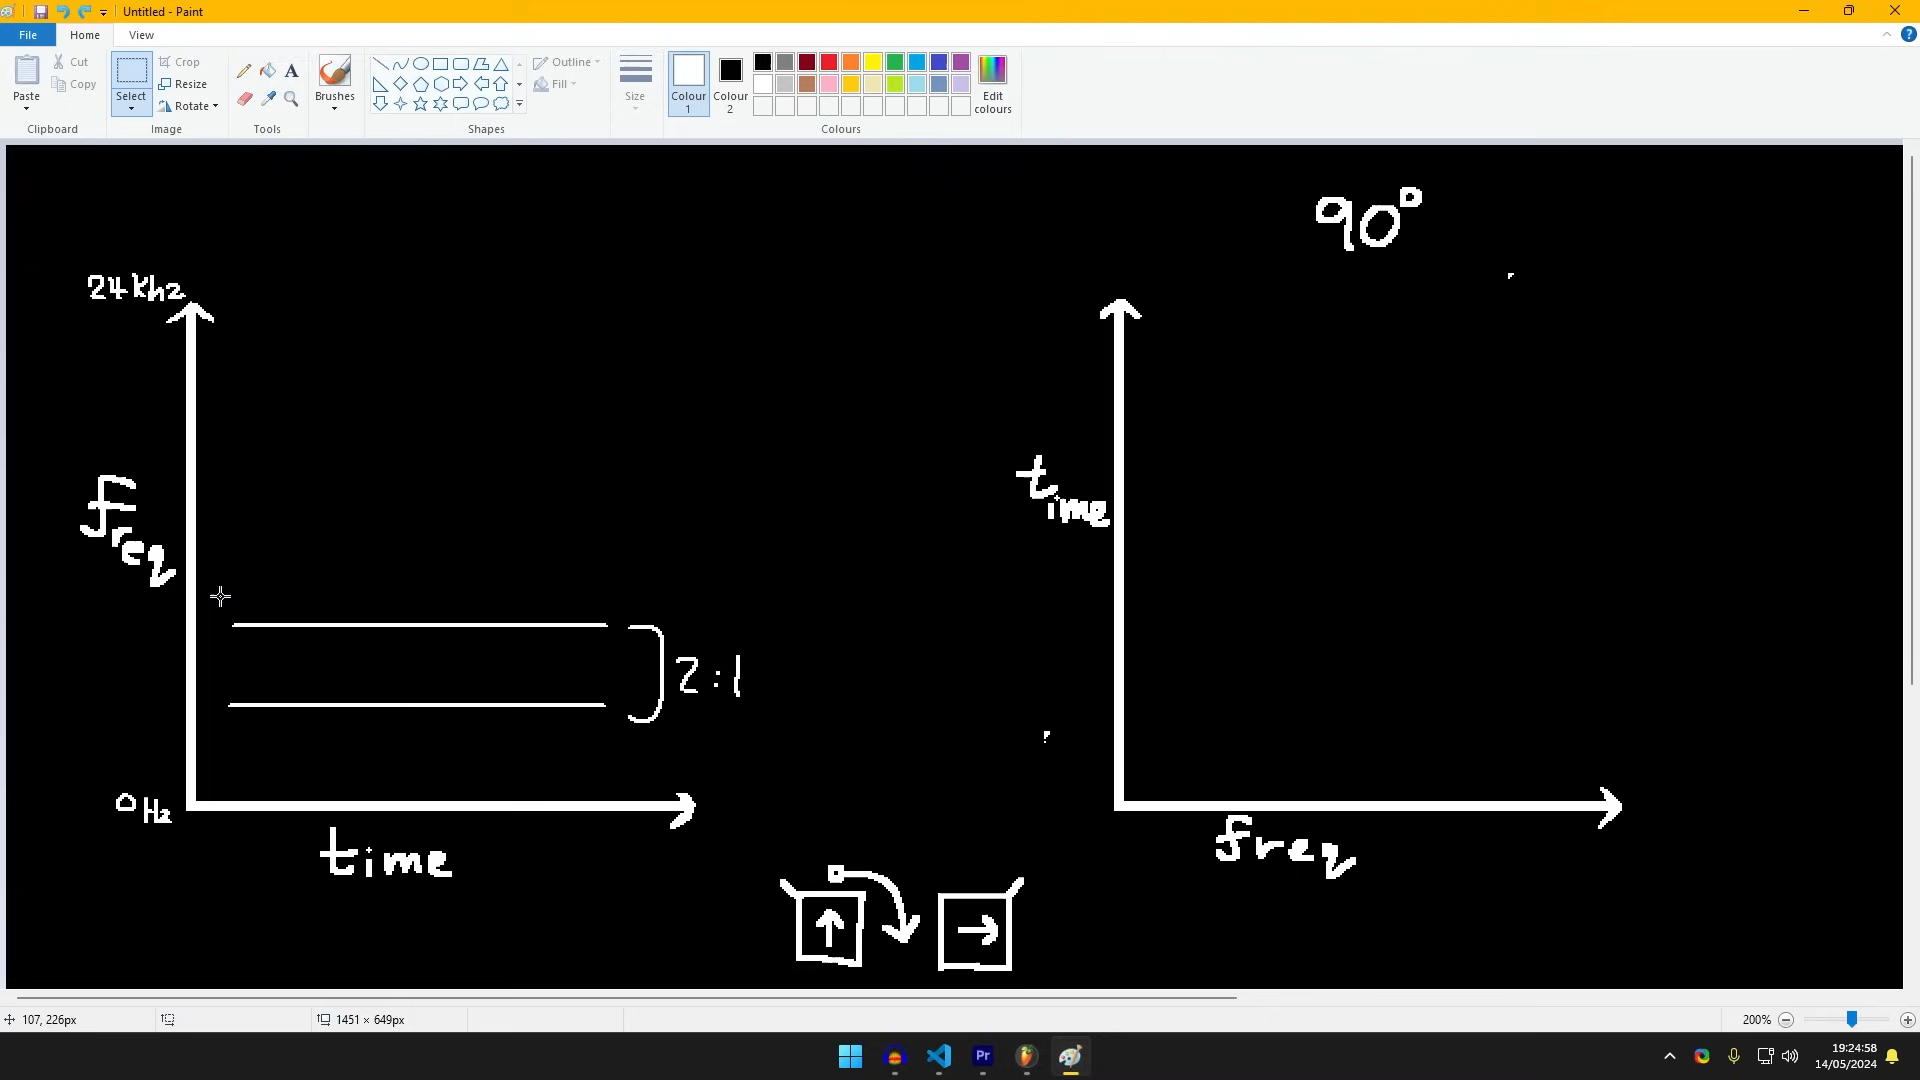 Untitled - Paint
File Home View
Paste
Cut
Copy
Clipboard
Select
Crop
Resize
Rotate
Image
Tools
Brushes
Shapes
Outline
Fill
Size
Colour 1
Colour 2
Edit colours
Colours
90°
24khz
Freq
0Hz
time
2:1
time
freq
107, 226px
1451 × 649px
200%
Pr
19:24:58
14/05/2024